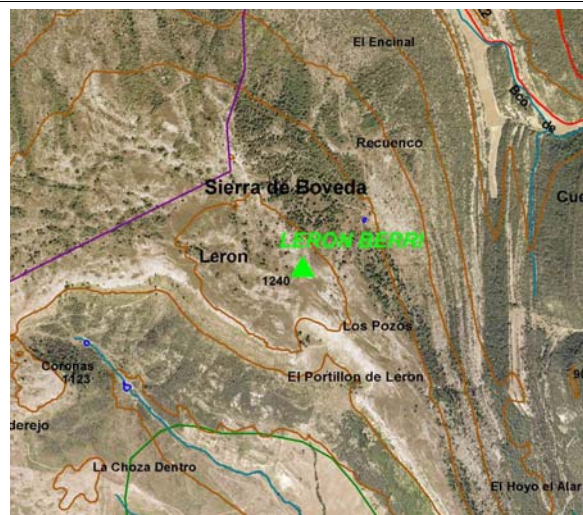 El Encinal
Bco. de
Recuenco
Sierra de Boveda
Cue
LERON BERRI
Leron
1240
Los Pozos
Coronas
1123
El Portillon de Leron
derejo
La Choza Dentro
El Hoyo el Alar